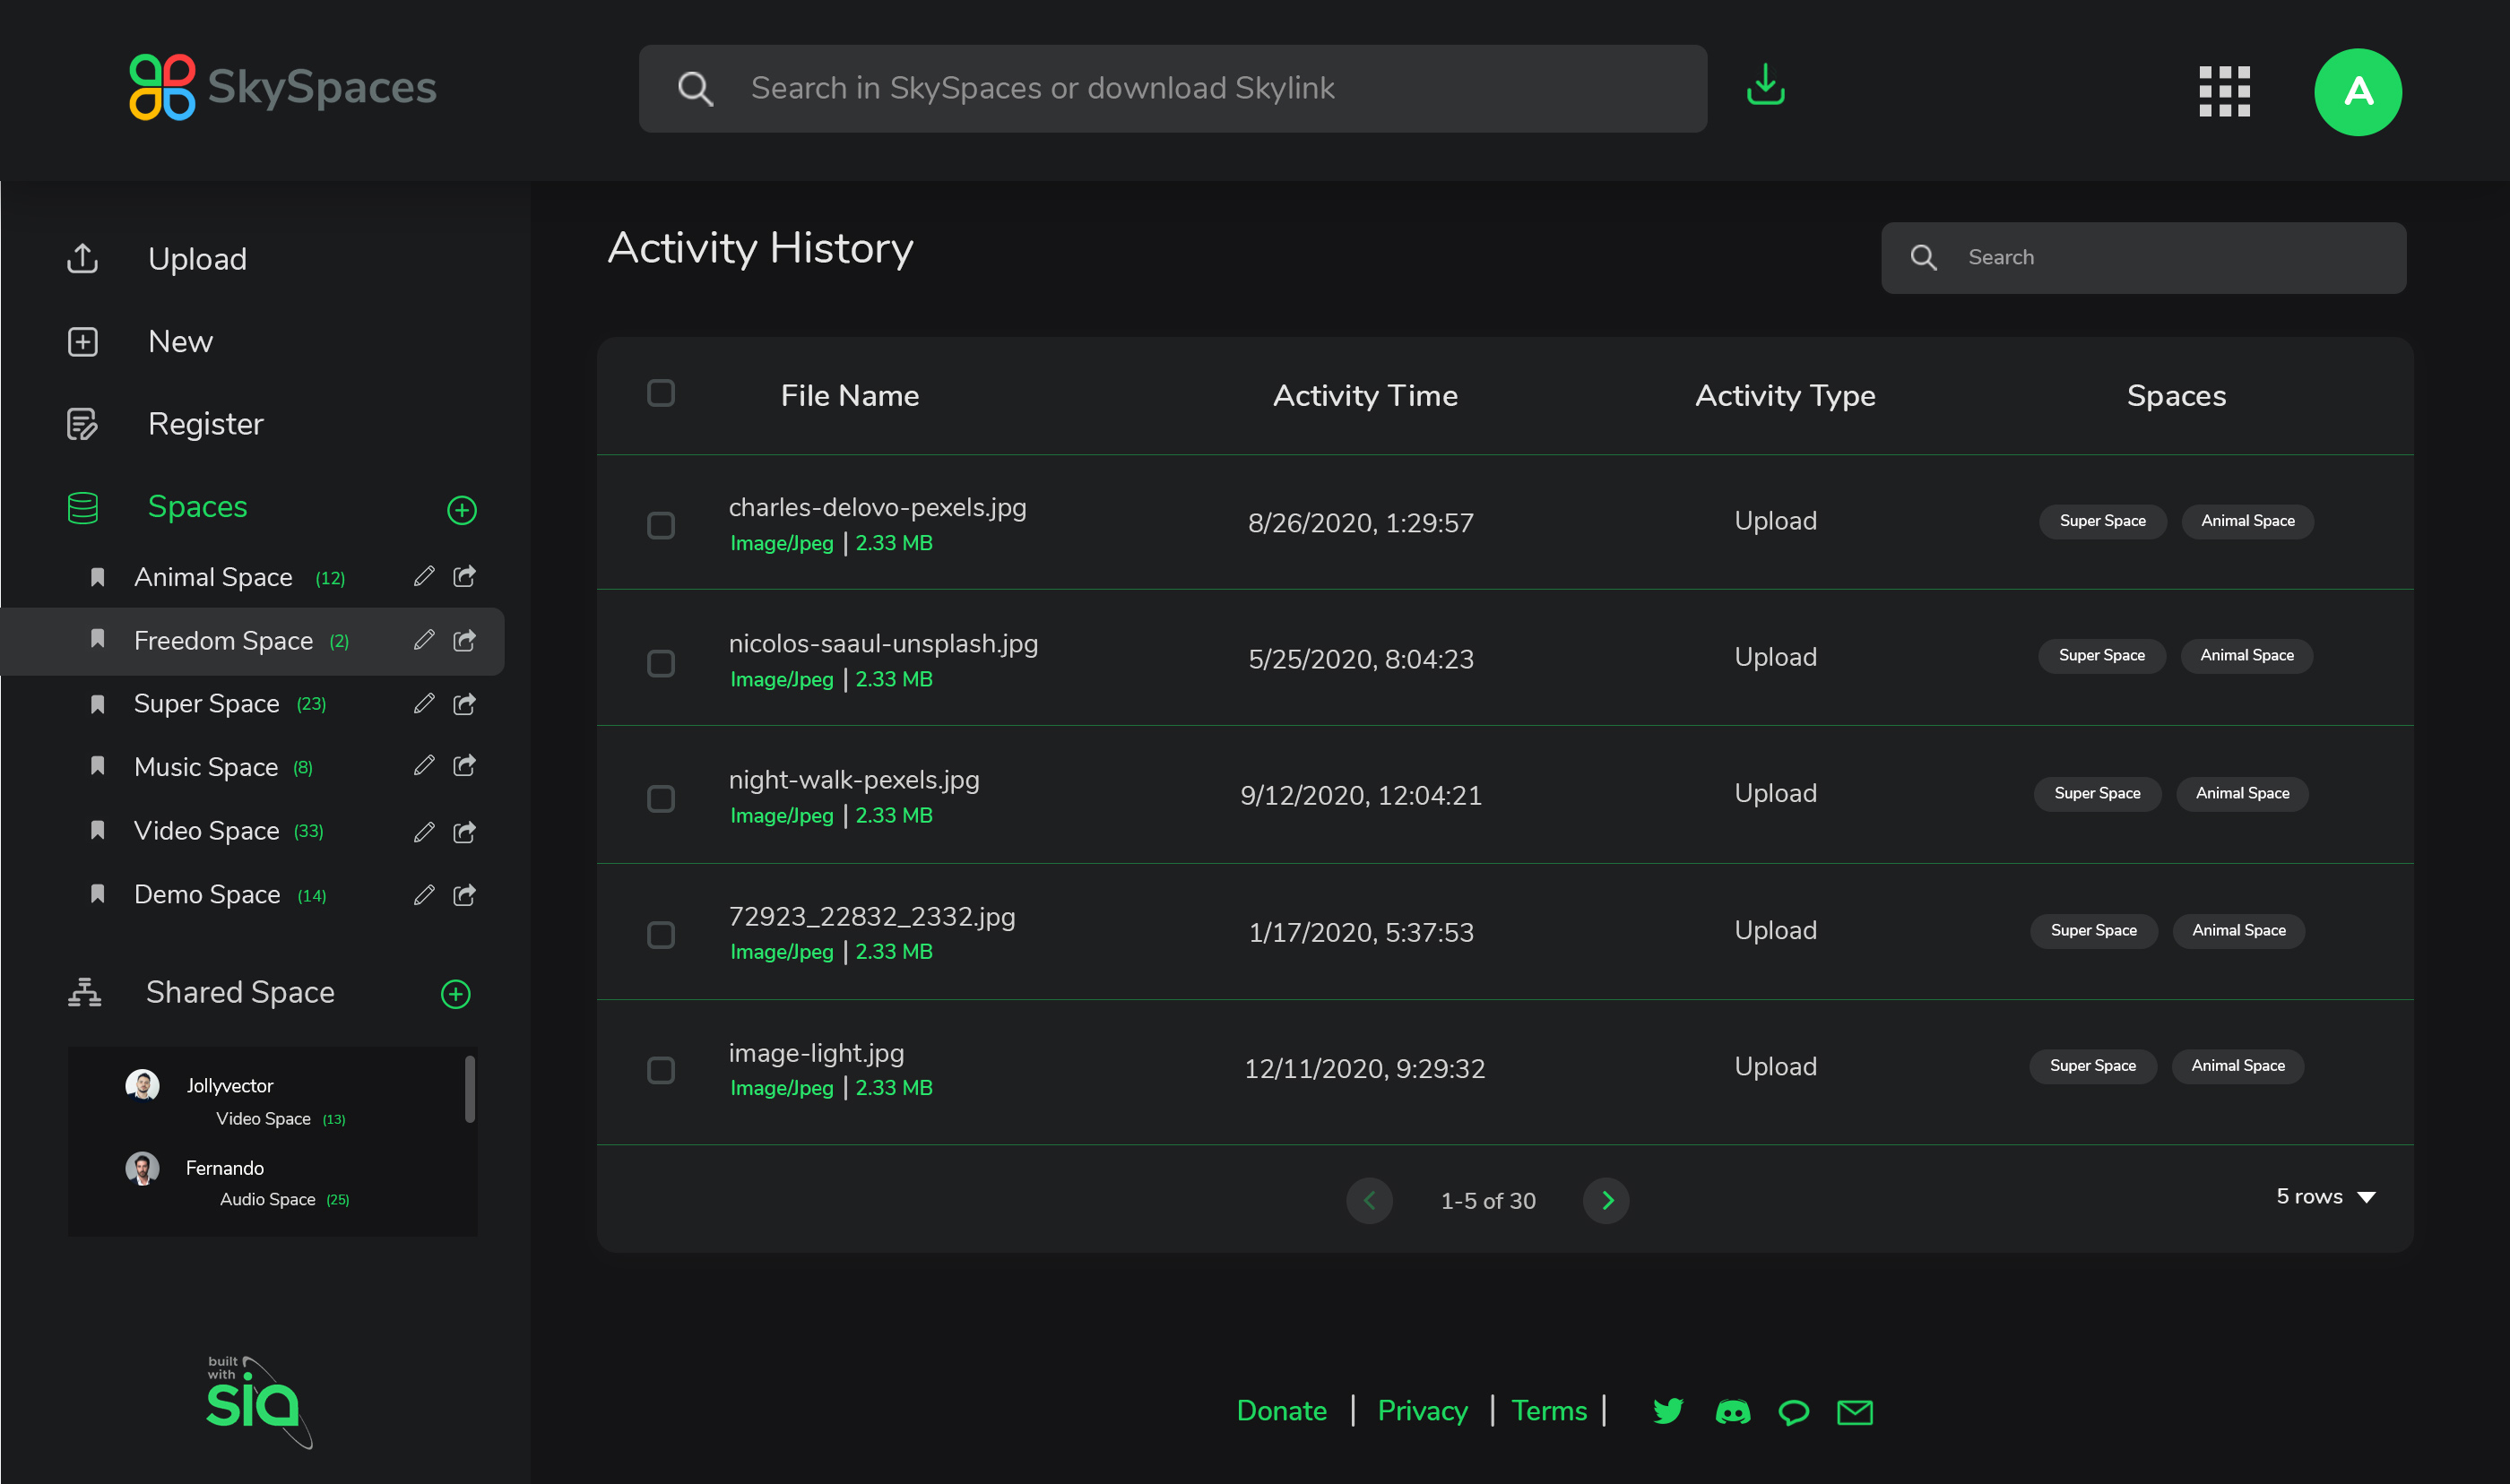 SkySpaces
Search in SkySpaces or download Skylink
A
Upload
New
Register
Spaces
Animal Space (12)
Freedom Space (2)
Super Space (23)
Music Space (8)
Video Space (33)
Demo Space (14)
Shared Space
Jollyvector
Video Space (13)
Fernando
Audio Space (25)
built
with
sia
Activity History
Search
File Name Activity Time Activity Type Spaces
charles-delovo-pexels.jpg
Image/Jpeg | 2.33 MB
8/26/2020, 1:29:57 Upload Super Space Animal Space
nicolos-saaul-unsplash.jpg
Image/Jpeg | 2.33 MB
5/25/2020, 8:04:23 Upload Super Space Animal Space
night-walk-pexels.jpg
Image/Jpeg | 2.33 MB
9/12/2020, 12:04:21 Upload Super Space Animal Space
72923_22832_2332.jpg
Image/Jpeg | 2.33 MB
1/17/2020, 5:37:53 Upload Super Space Animal Space
image-light.jpg
Image/Jpeg | 2.33 MB
12/11/2020, 9:29:32 Upload Super Space Animal Space
1-5 of 30
5 rows
Donate | Privacy | Terms |